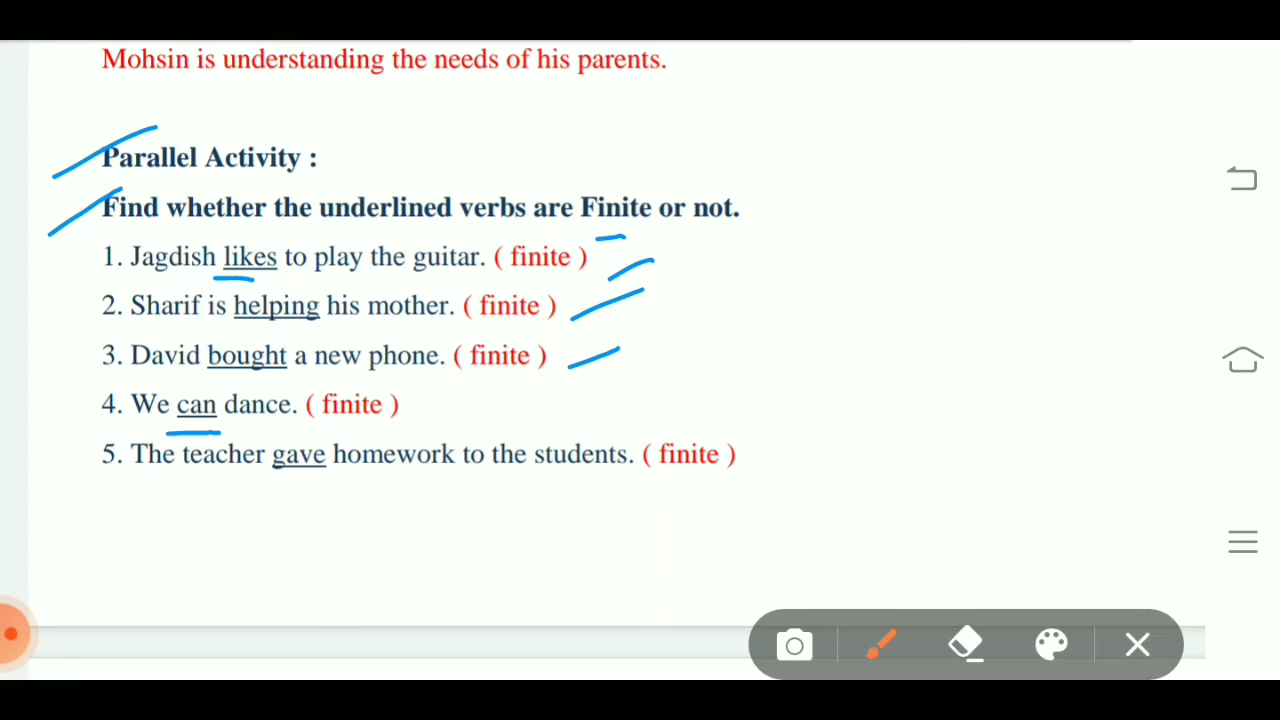 Mohsin is understanding the needs of his parents.
Parallel Activity :
Find whether the underlined verbs are Finite or not.
1. Jagdish likes to play the guitar. ( finite )
2. Sharif is helping his mother. ( finite )
3. David bought a new phone. ( finite )
4. We can dance. ( finite )
5. The teacher gave homework to the students. ( finite )